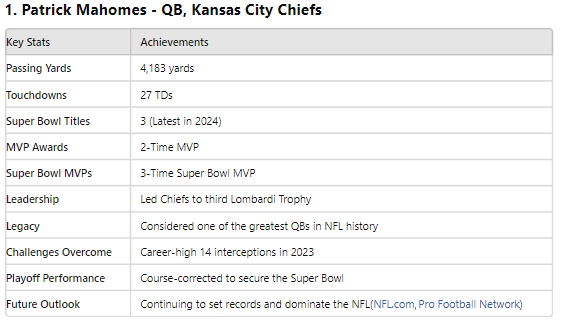 1. Patrick Mahomes - QB, Kansas City Chiefs
Key Stats Achievements
Passing Yards 4,183 yards
Touchdowns 27 TDs
Super Bowl Titles 3 (Latest in 2024)
MVP Awards 2-Time MVP
Super Bowl MVPs 3-Time Super Bowl MVP
Leadership Led Chiefs to third Lombardi Trophy
Legacy Considered one of the greatest QBs in NFL history
Challenges Overcome Career-high 14 interceptions in 2023
Playoff Performance Course-corrected to secure the Super Bowl
Future Outlook Continuing to set records and dominate the NFL(NFL.com, Pro Football Network)